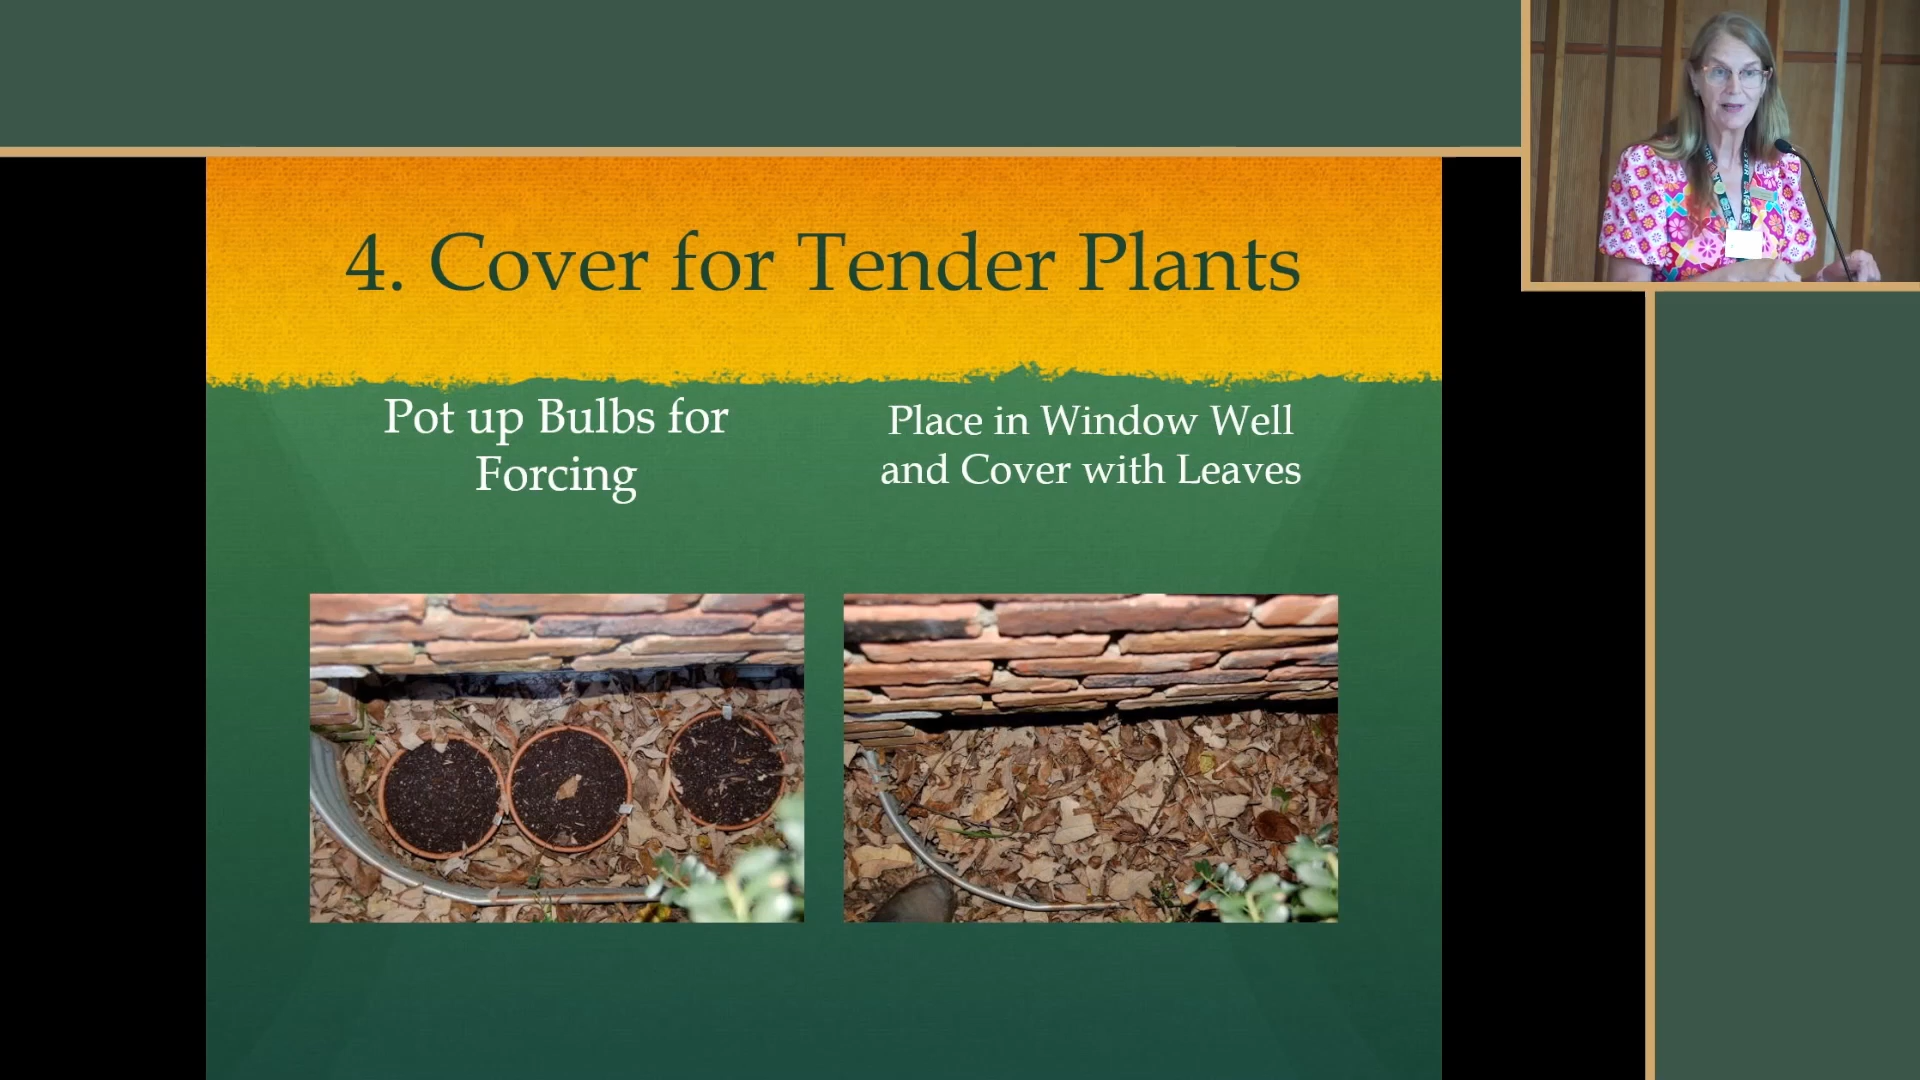 4. Cover for Tender Plants
Pot up Bulbs for
Forcing
Place in Window Well
and Cover with Leaves